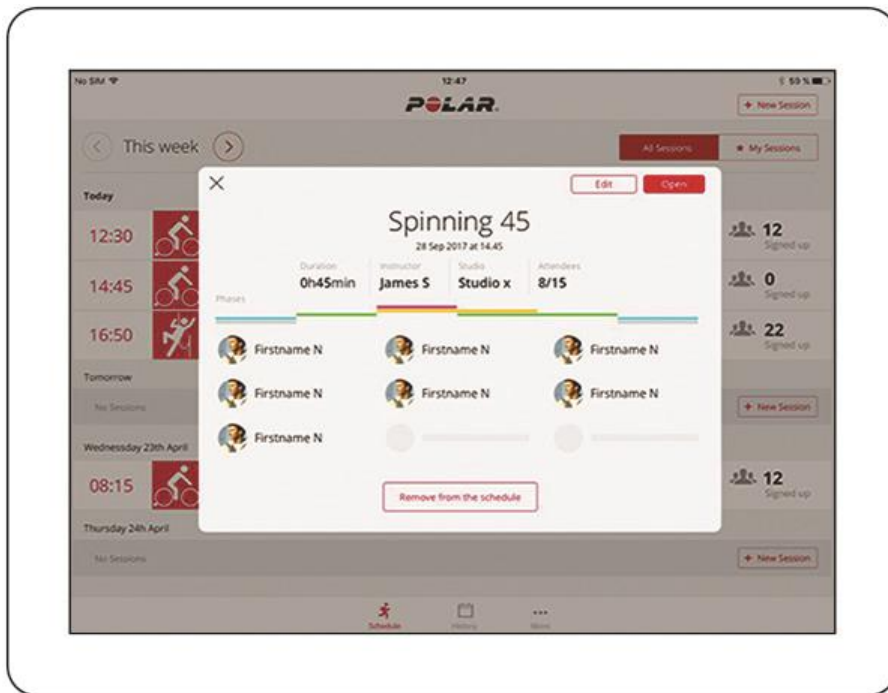 No SIM 12:47 59 %
POLAR.
+ New Session
This week
All Sessions ★ My Sessions
Today
12:30
12
Signed up
14:45
0
Signed up
16:50
22
Signed up
Tomorrow
No Sessions
+ New Session
Wednesday 23th April
08:15
12
Signed up
Thursday 24h April
No Sessions
+ New Session
Schedule History More
Edit Open
Spinning 45
28 Sep 2017 at 14.45
Duration Instructor Studio Attendees
0h45min James S Studio x 8/15
Phases
Firstname N Firstname N Firstname N
Firstname N Firstname N Firstname N
Firstname N
Remove from the schedule